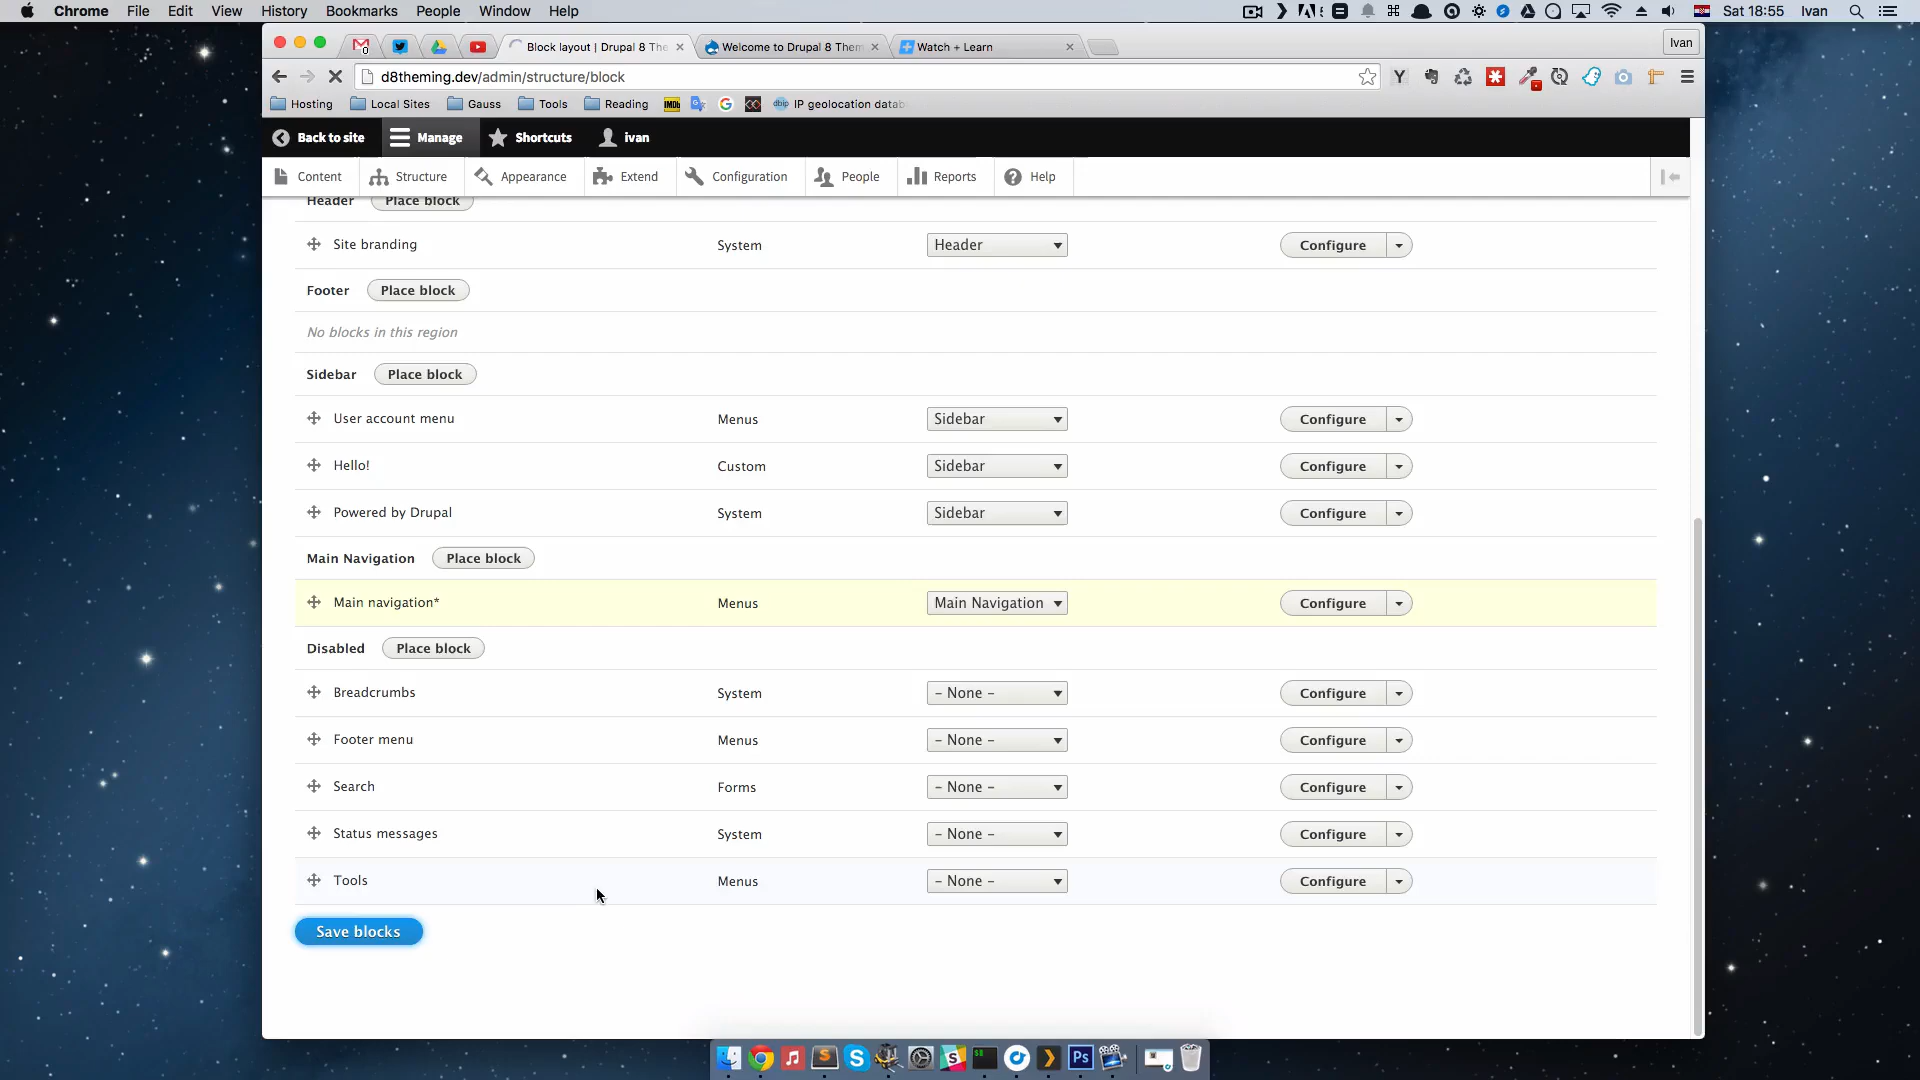 Chrome File Edit View History Bookmarks People Window Help
Sat 18:55 Ivan
Block layout | Drupal 8 The
Welcome to Drupal 8 Them
Watch + Learn
Ivan
d8theming.dev/admin/structure/block
Hosting Local Sites Gauss Tools Reading IMDb dbip IP geolocation datab
Back to site Manage Shortcuts ivan
Content Structure Appearance Extend Configuration People Reports Help
Header Place block
Site branding System Header Configure
Footer Place block
No blocks in this region
Sidebar Place block
User account menu Menus Sidebar Configure
Hello! Custom Sidebar Configure
Powered by Drupal System Sidebar Configure
Main Navigation Place block
Main navigation* Menus Main Navigation Configure
Disabled Place block
Breadcrumbs System - None - Configure
Footer menu Menus - None - Configure
Search Forms - None - Configure
Status messages System - None - Configure
Tools Menus - None - Configure
Save blocks
Ps